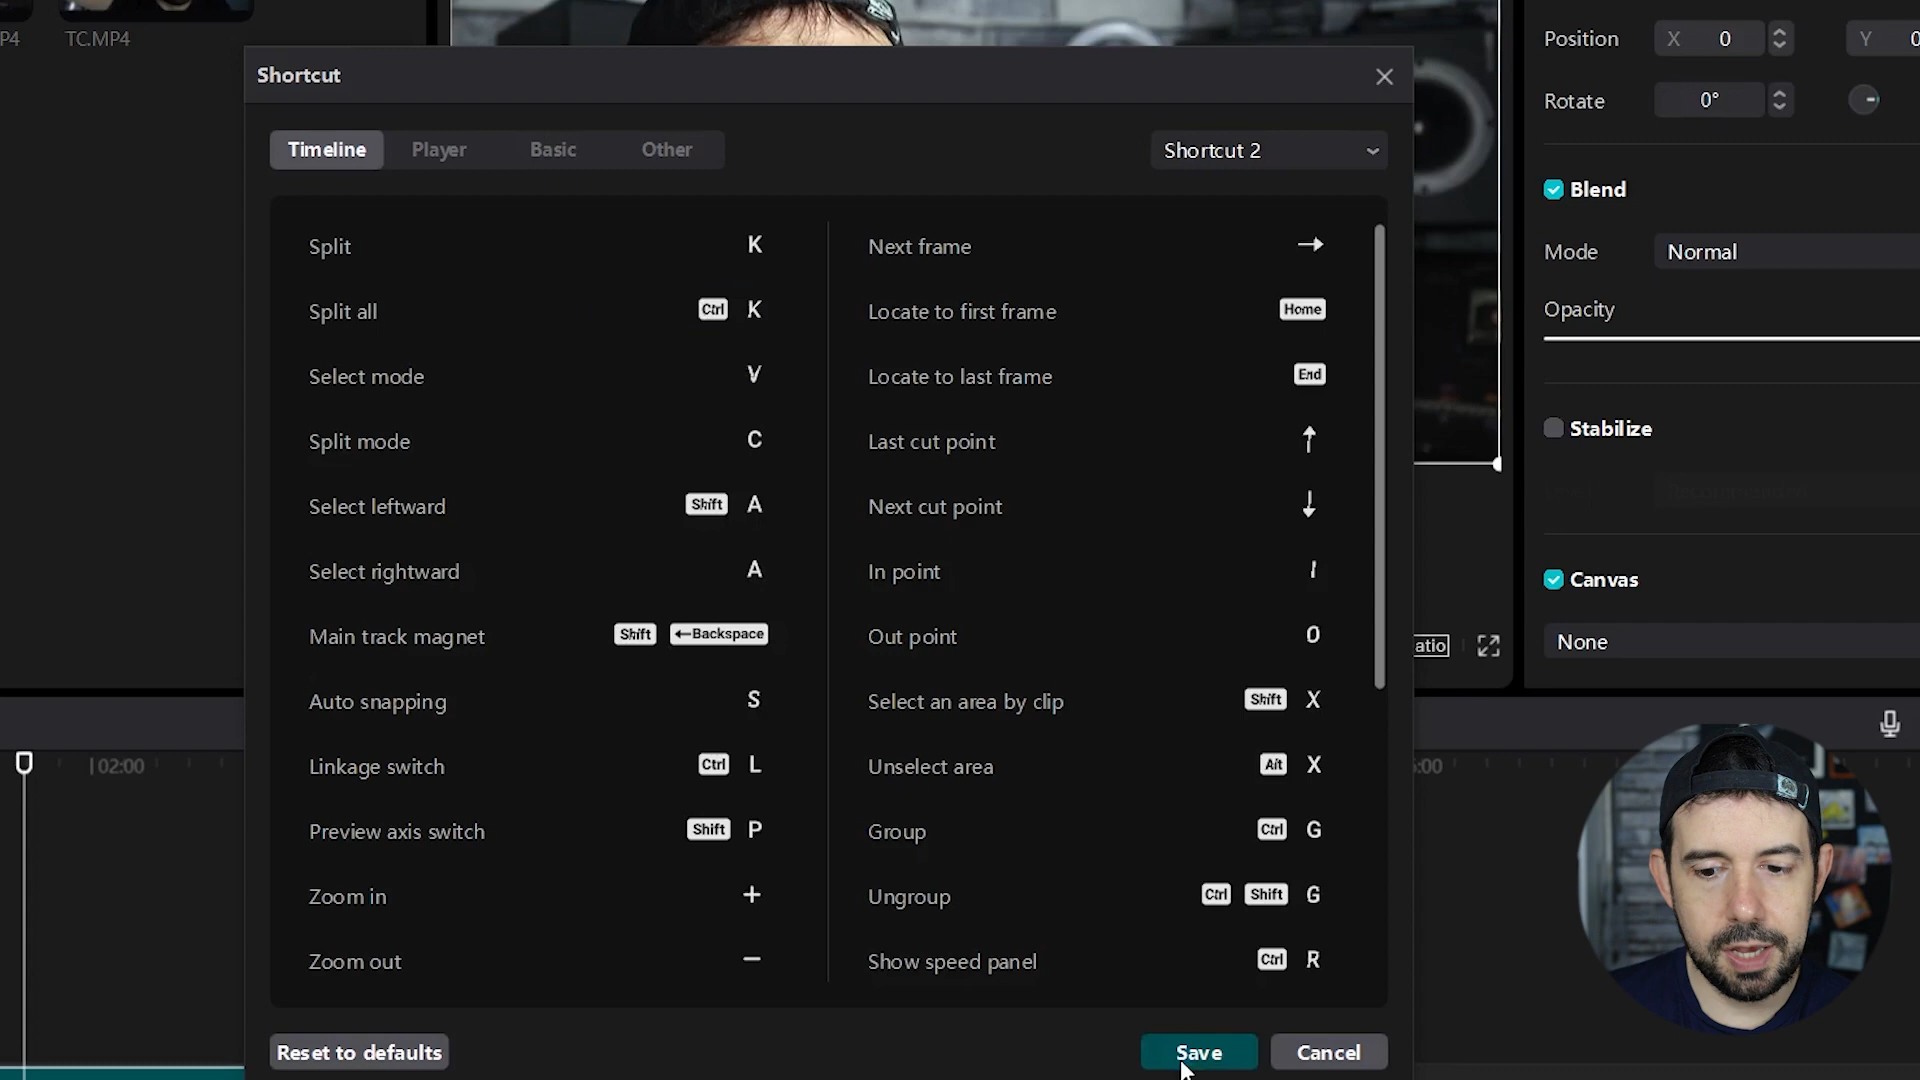 P4
TC.MP4
Shortcut
Timeline Player Basic Other
Shortcut 2
Split K
Split all Ctrl K
Select mode V
Split mode C
Select leftward Shift A
Select rightward A
Main track magnet Shift ←Backspace
Auto snapping S
Linkage switch Ctrl L
Preview axis switch Shift P
Zoom in +
Zoom out −
Next frame →
Locate to first frame Home
Locate to last frame End
Last cut point ↑
Next cut point ↓
In point I
Out point O
Select an area by clip Shift X
Unselect area Alt X
Group Ctrl G
Ungroup Ctrl Shift G
Show speed panel Ctrl R
Reset to defaults
Save
Cancel
Position X 0 Y 0
Rotate 0°
Blend
Mode Normal
Opacity
Stabilize
Canvas
None
atio
02:00
:00